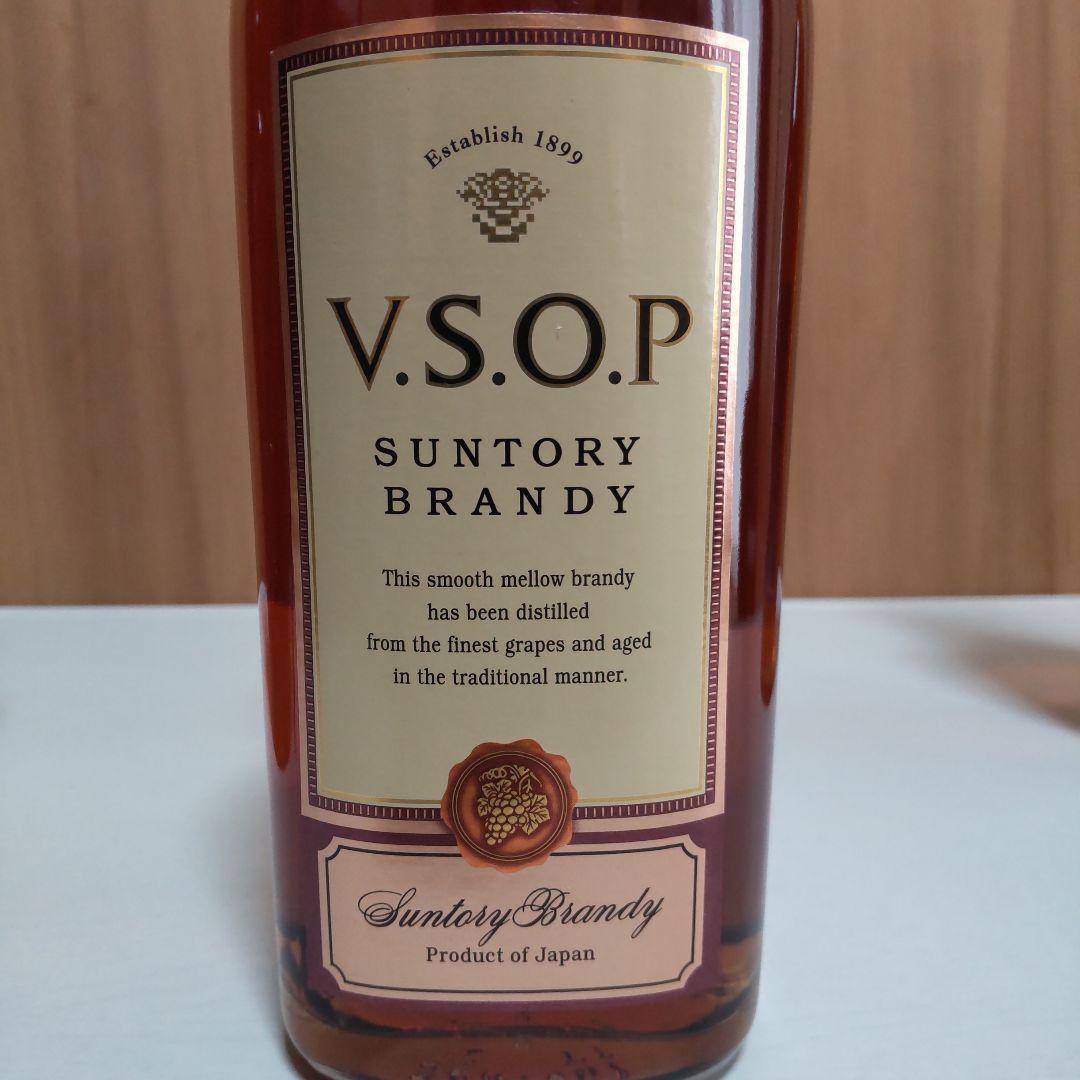 Establish 1899
V.S.O.P
SUNTORY
BRANDY
This smooth mellow brandy
has been distilled
from the finest grapes and aged
in the traditional manner.
Suntory Brandy
Product of Japan